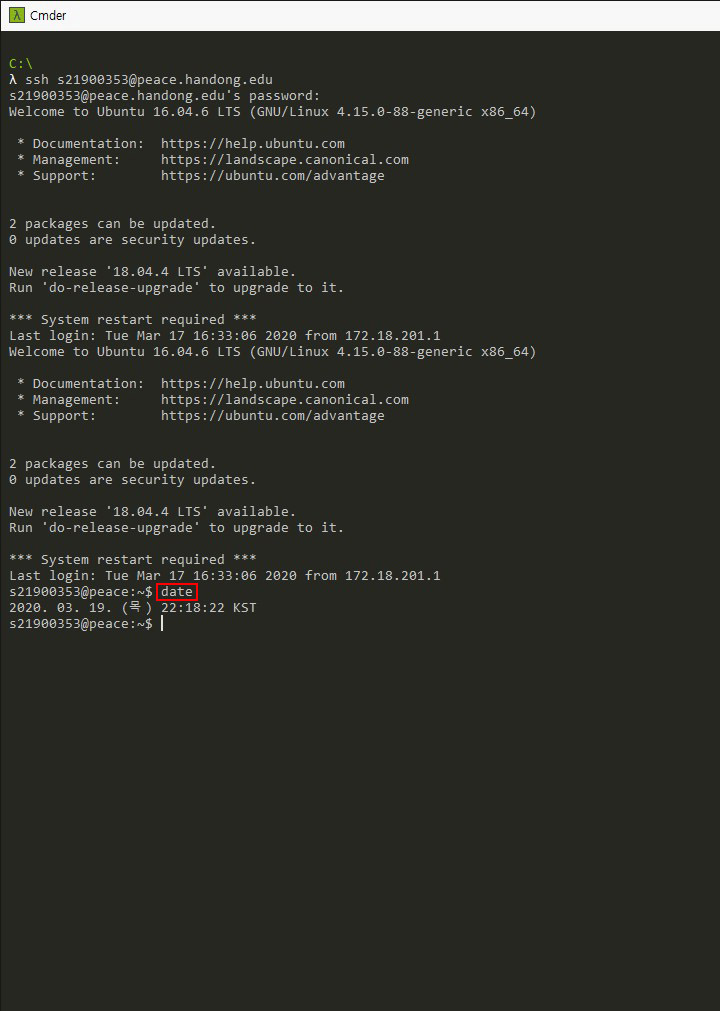 Cmder
C:\
λ ssh s21900353@peace.handong.edu
s21900353@peace.handong.edu's password:
Welcome to Ubuntu 16.04.6 LTS (GNU/Linux 4.15.0-88-generic x86_64)
* Documentation:  https://help.ubuntu.com
* Management:     https://landscape.canonical.com
* Support:        https://ubuntu.com/advantage
2 packages can be updated.
0 updates are security updates.
New release '18.04.4 LTS' available.
Run 'do-release-upgrade' to upgrade to it.
*** System restart required ***
Last login: Tue Mar 17 16:33:06 2020 from 172.18.201.1
Welcome to Ubuntu 16.04.6 LTS (GNU/Linux 4.15.0-88-generic x86_64)
* Documentation:  https://help.ubuntu.com
* Management:     https://landscape.canonical.com
* Support:        https://ubuntu.com/advantage
2 packages can be updated.
0 updates are security updates.
New release '18.04.4 LTS' available.
Run 'do-release-upgrade' to upgrade to it.
*** System restart required ***
Last login: Tue Mar 17 16:33:06 2020 from 172.18.201.1
s21900353@peace:~$ date
2020. 03. 19. (목) 22:18:22 KST
s21900353@peace:~$